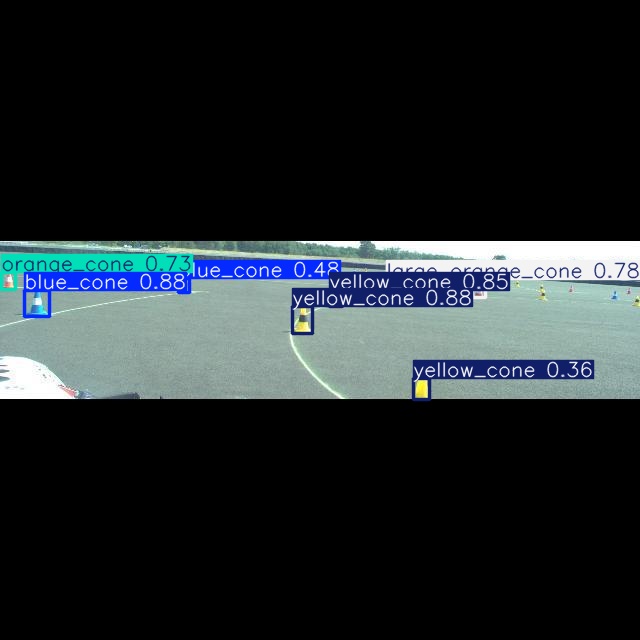 orange_cone 0.73
lue_cone 0.48
large_orange_cone 0.78
blue_cone 0.88
yellow_cone 0.85
yellow_cone 0.88
yellow_cone 0.36